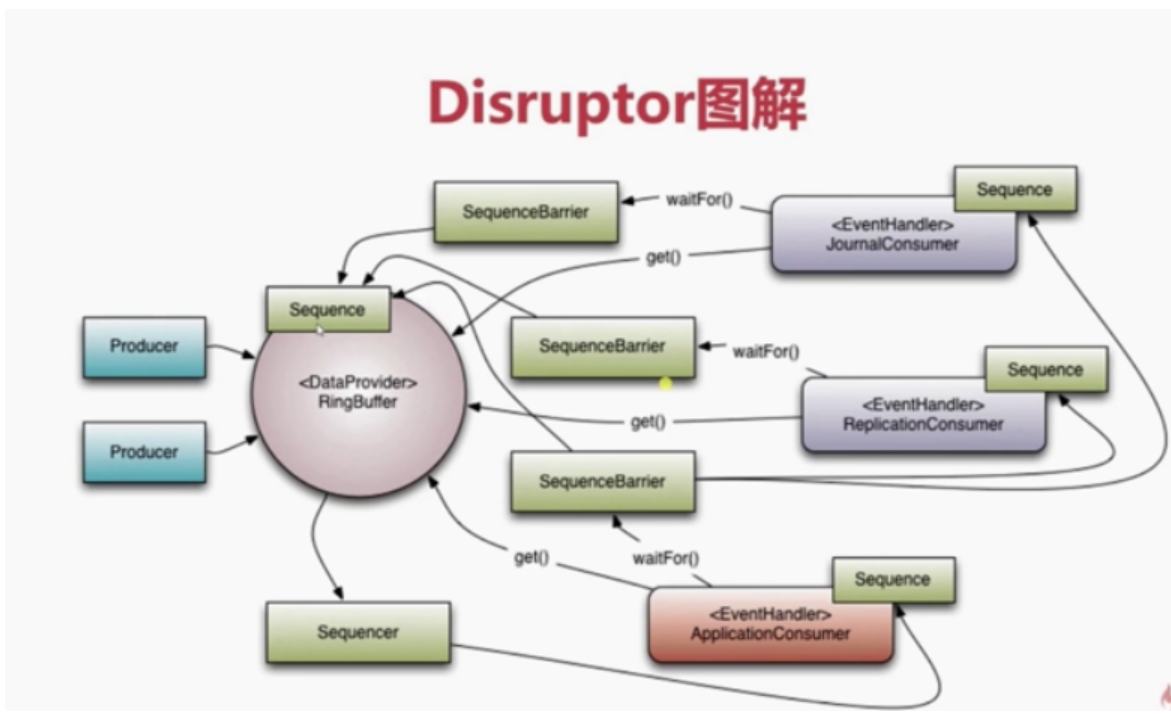 Disruptor图解
Sequence
SequenceBarrier
waitFor()
<EventHandler>
JournalConsumer
get()
Sequence
Producer
<DataProvider>
RingBuffer
SequenceBarrier
waitFor()
Sequence
<EventHandler>
ReplicationConsumer
get()
Producer
SequenceBarrier
get()
waitFor()
Sequence
<EventHandler>
ApplicationConsumer
Sequencer